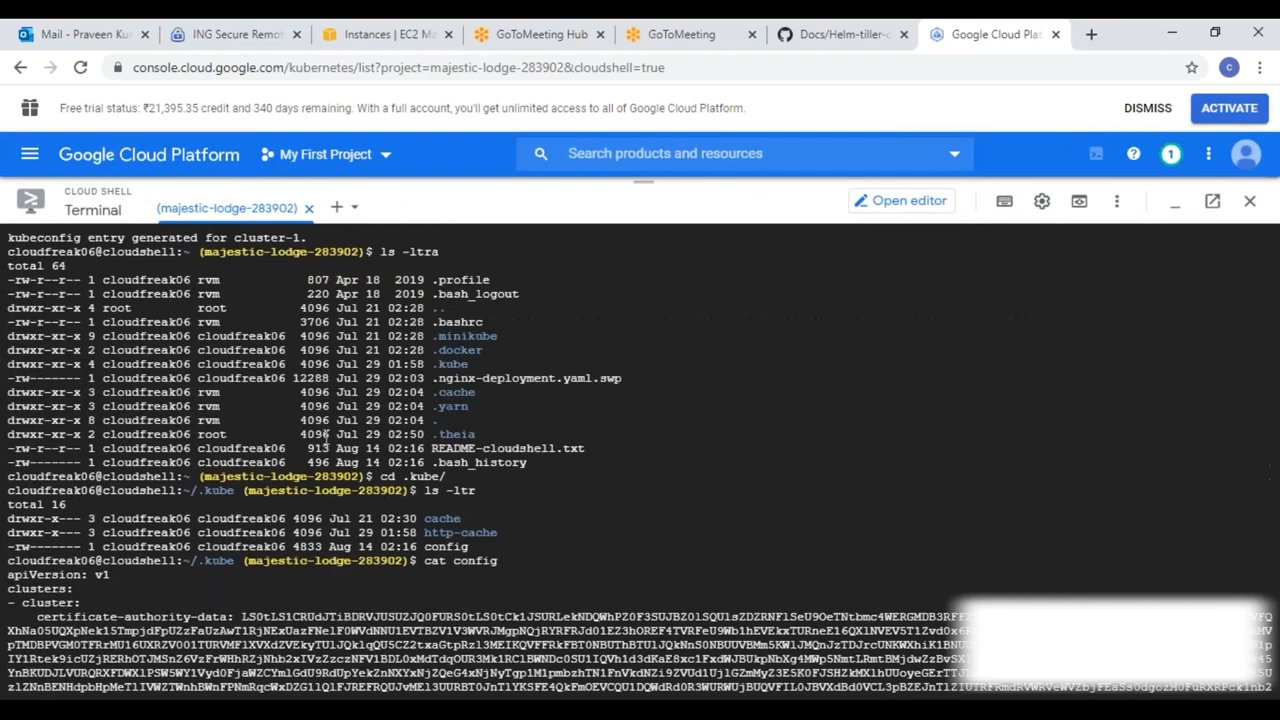 Mail - Praveen Ku
ING Secure Remo
Instances | EC2 Ma
GoToMeeting Hub
GoToMeeting
Docs/Helm-tiller-c
Google Cloud Plat
console.cloud.google.com/kubernetes/list?project=majestic-lodge-283902&cloudshell=true
C
Free trial status: ₹21,395.35 credit and 340 days remaining. With a full account, you'll get unlimited access to all of Google Cloud Platform.
DISMISS
ACTIVATE
Google Cloud Platform
My First Project
Search products and resources
1
CLOUD SHELL
Terminal
(majestic-lodge-283902)
Open editor
kubeconfig entry generated for cluster-1.
cloudfreak06@cloudshell:~ (majestic-lodge-283902)$ ls -ltra
total 64
-rw-r--r-- 1 cloudfreak06 rvm 807 Apr 18 2019 .profile
-rw-r--r-- 1 cloudfreak06 rvm 220 Apr 18 2019 .bash_logout
drwxr-xr-x 4 root root 4096 Jul 21 02:28 ..
-rw-r--r-- 1 cloudfreak06 rvm 3706 Jul 21 02:28 .bashrc
drwxr-xr-x 9 cloudfreak06 cloudfreak06 4096 Jul 21 02:28 .minikube
drwxr-xr-x 2 cloudfreak06 cloudfreak06 4096 Jul 21 02:28 .docker
drwxr-xr-x 4 cloudfreak06 cloudfreak06 4096 Jul 29 01:58 .kube
-rw------- 1 cloudfreak06 cloudfreak06 12288 Jul 29 02:03 .nginx-deployment.yaml.swp
drwxr-xr-x 3 cloudfreak06 rvm 4096 Jul 29 02:04 .cache
drwxr-xr-x 3 cloudfreak06 rvm 4096 Jul 29 02:04 .yarn
drwxr-xr-x 8 cloudfreak06 rvm 4096 Jul 29 02:04 .
drwxr-xr-x 2 cloudfreak06 root 4096 Jul 29 02:50 .theia
-rw-r--r-- 1 cloudfreak06 cloudfreak06 913 Aug 14 02:16 README-cloudshell.txt
-rw------- 1 cloudfreak06 cloudfreak06 496 Aug 14 02:16 .bash_history
cloudfreak06@cloudshell:~ (majestic-lodge-283902)$ cd .kube/
cloudfreak06@cloudshell:~/.kube (majestic-lodge-283902)$ ls -ltr
total 16
drwxr-x--- 3 cloudfreak06 cloudfreak06 4096 Jul 21 02:30 cache
drwxr-x--- 3 cloudfreak06 cloudfreak06 4096 Jul 29 01:58 http-cache
-rw------- 1 cloudfreak06 cloudfreak06 4833 Aug 14 02:16 config
cloudfreak06@cloudshell:~/.kube (majestic-lodge-283902)$ cat config
apiVersion: v1
clusters:
- cluster:
certificate-authority-data: